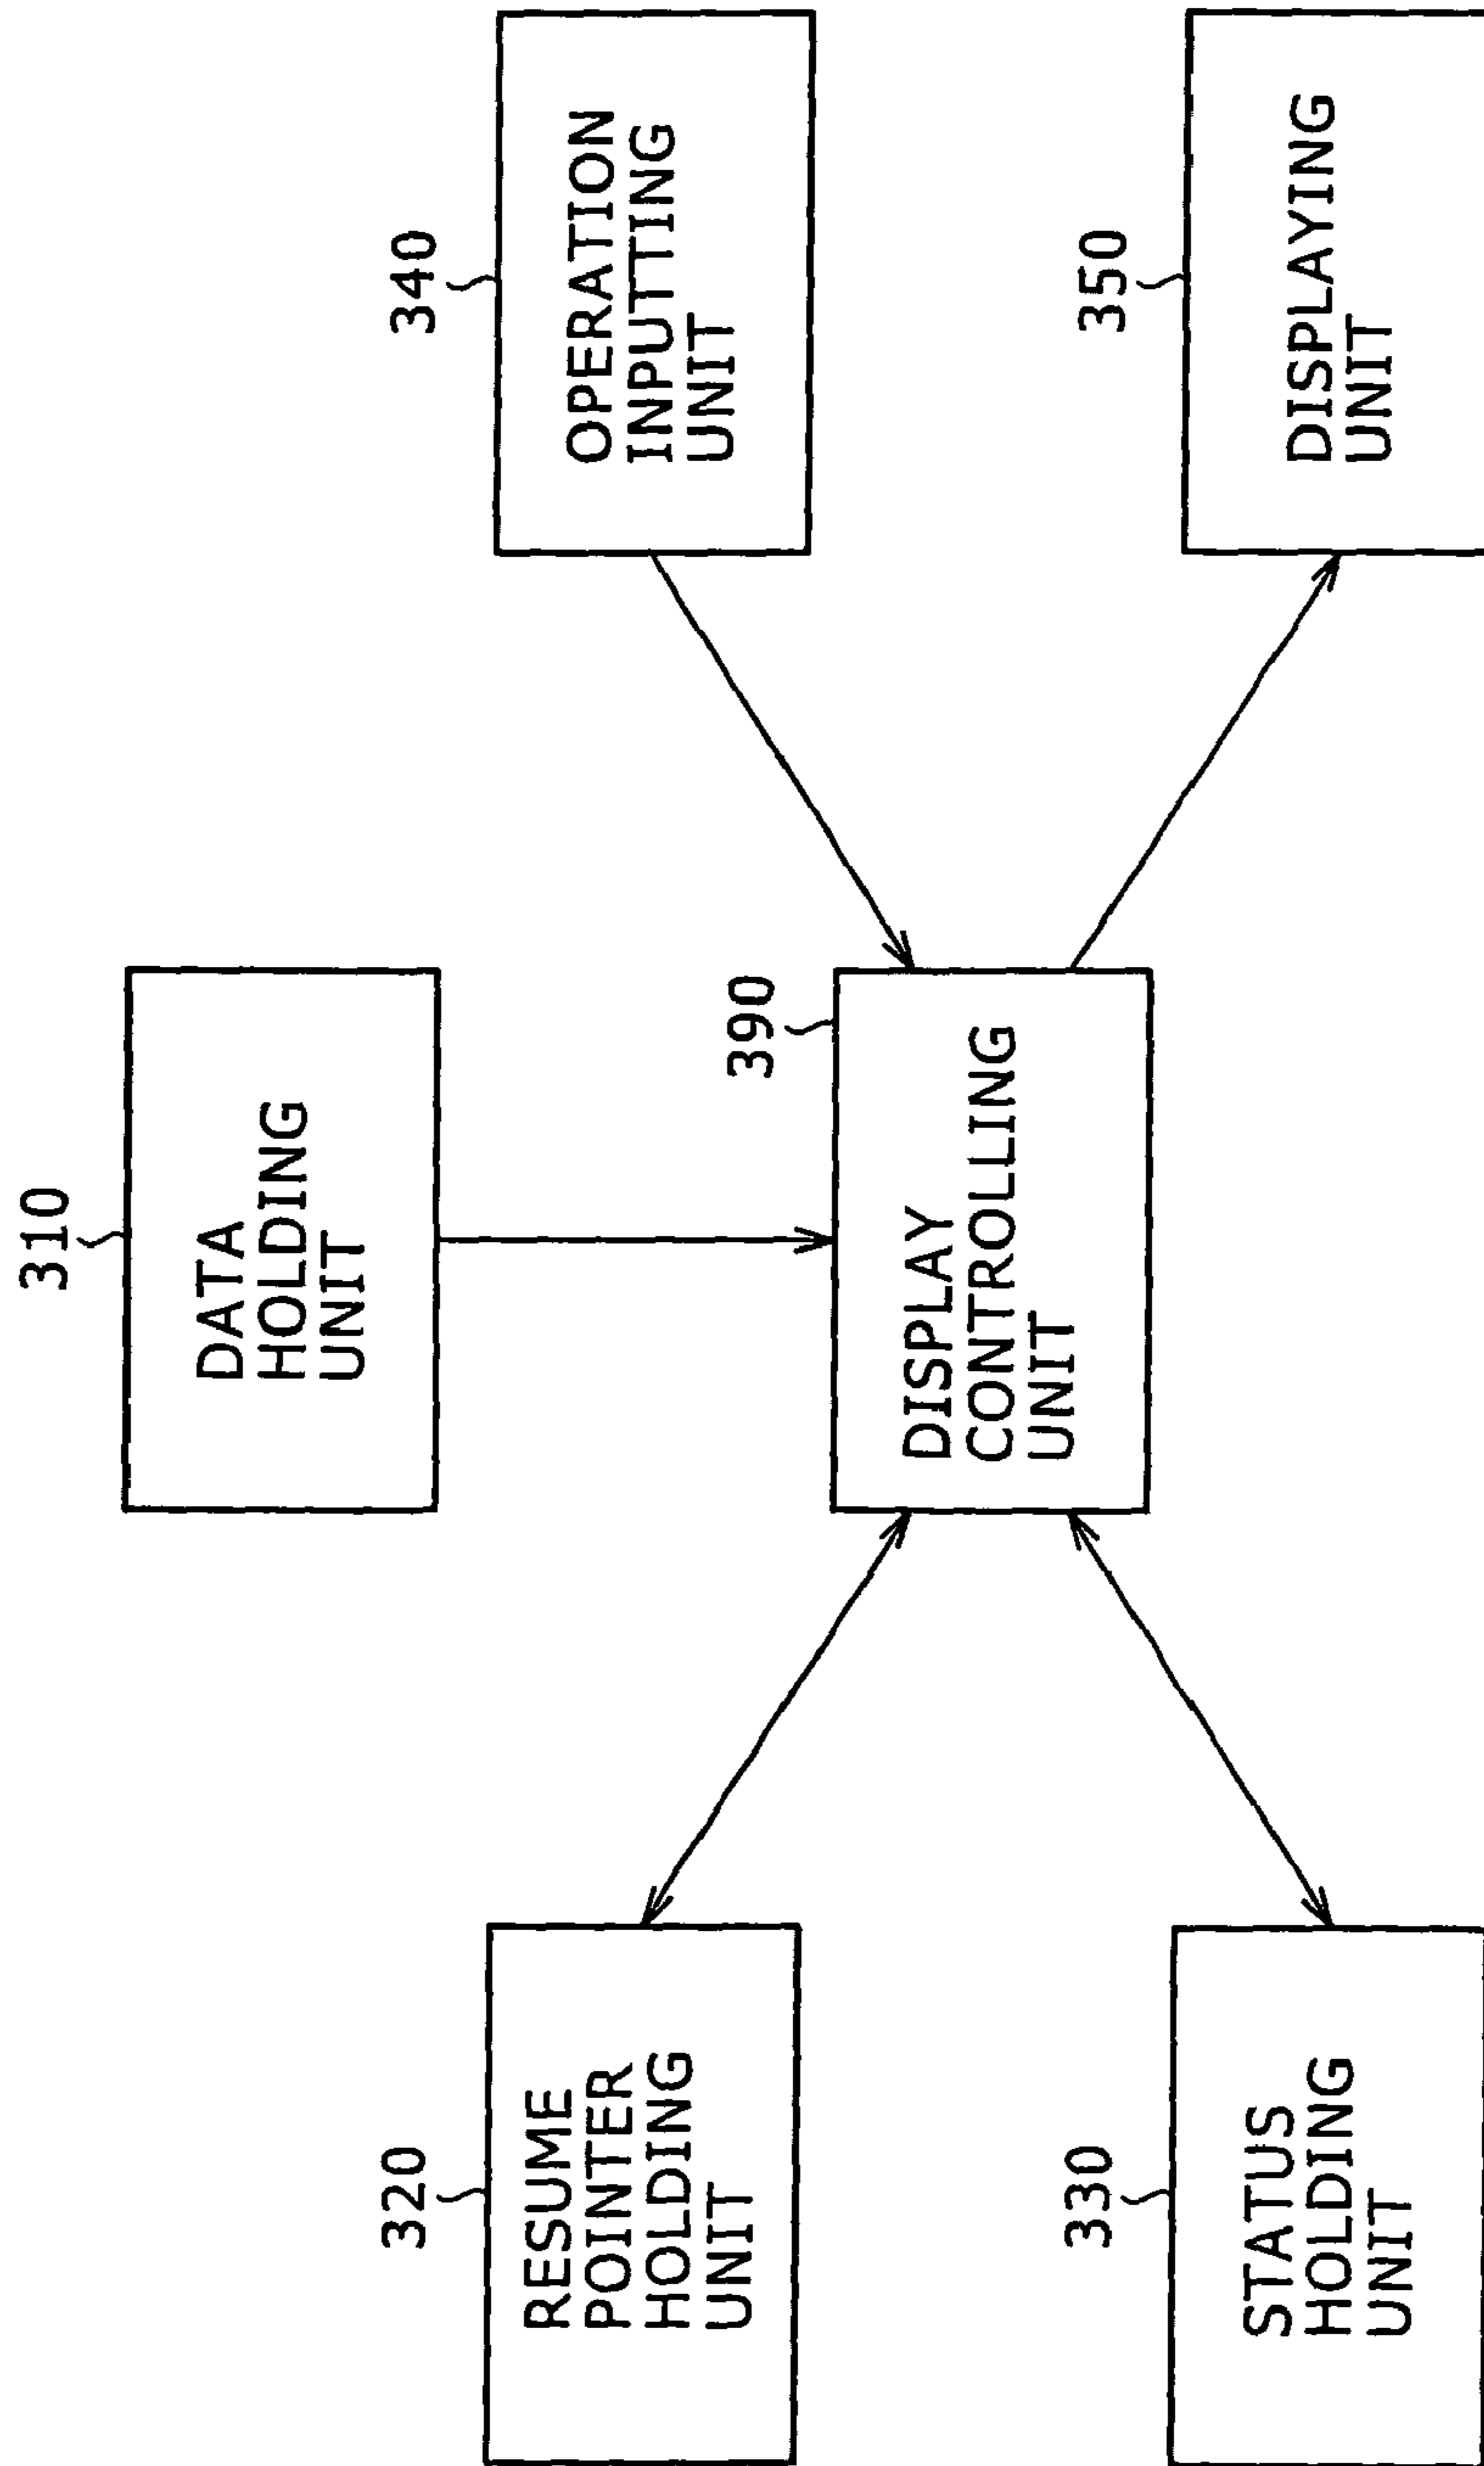 310
DATA
HOLDING
UNIT
320
RESUME
POINTER
HOLDING
UNIT
390
DISPLAY
CONTROLLING
UNIT
340
OPERATION
INPUTTING
UNIT
330
STATUS
HOLDING
UNIT
350
DISPLAYING
UNIT